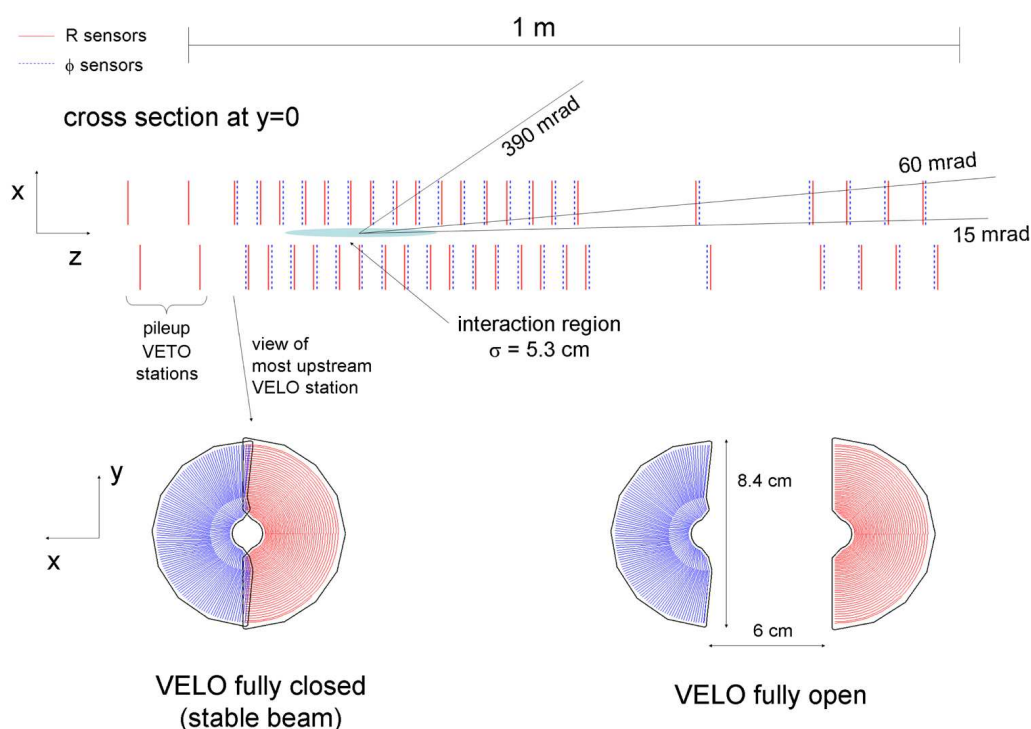 1 m
R sensors
ϕ sensors
cross section at y=0
390 mrad
60 mrad
15 mrad
x
z
pileup
VETO
stations
view of
most upstream
VELO station
interaction region
σ = 5.3 cm
y
x
8.4 cm
6 cm
VELO fully closed
(stable beam)
VELO fully open